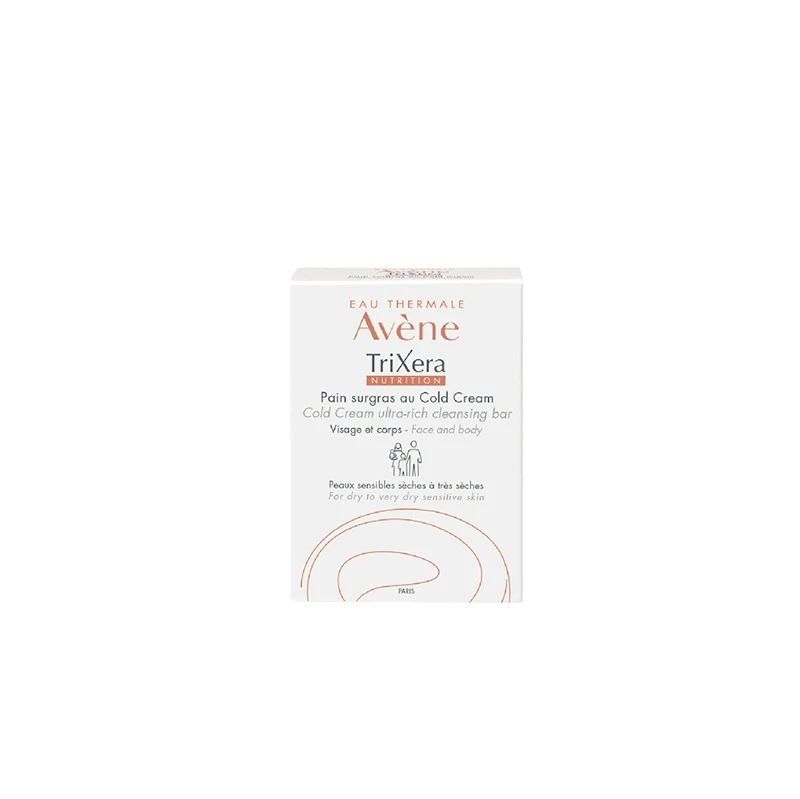 EAU THERMALE
Avène
TriXera
NUTRITION
Pain surgras au Cold Cream
Cold Cream ultra-rich cleansing bar
Visage et corps - Face and body
Peaux sensibles sèches à très sèches
For dry to very dry sensitive skin
PARIS